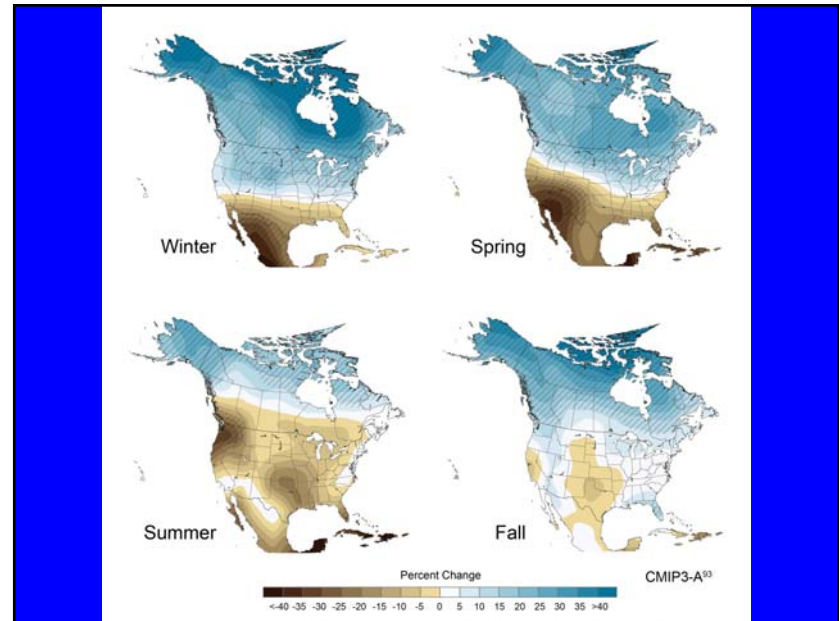 Winter
Spring
Summer
Fall
CMIP3-A⁹³
Percent Change
<-40 -35 -30 -25 -20 -15 -10 -5 0 5 10 15 20 25 30 35 >40